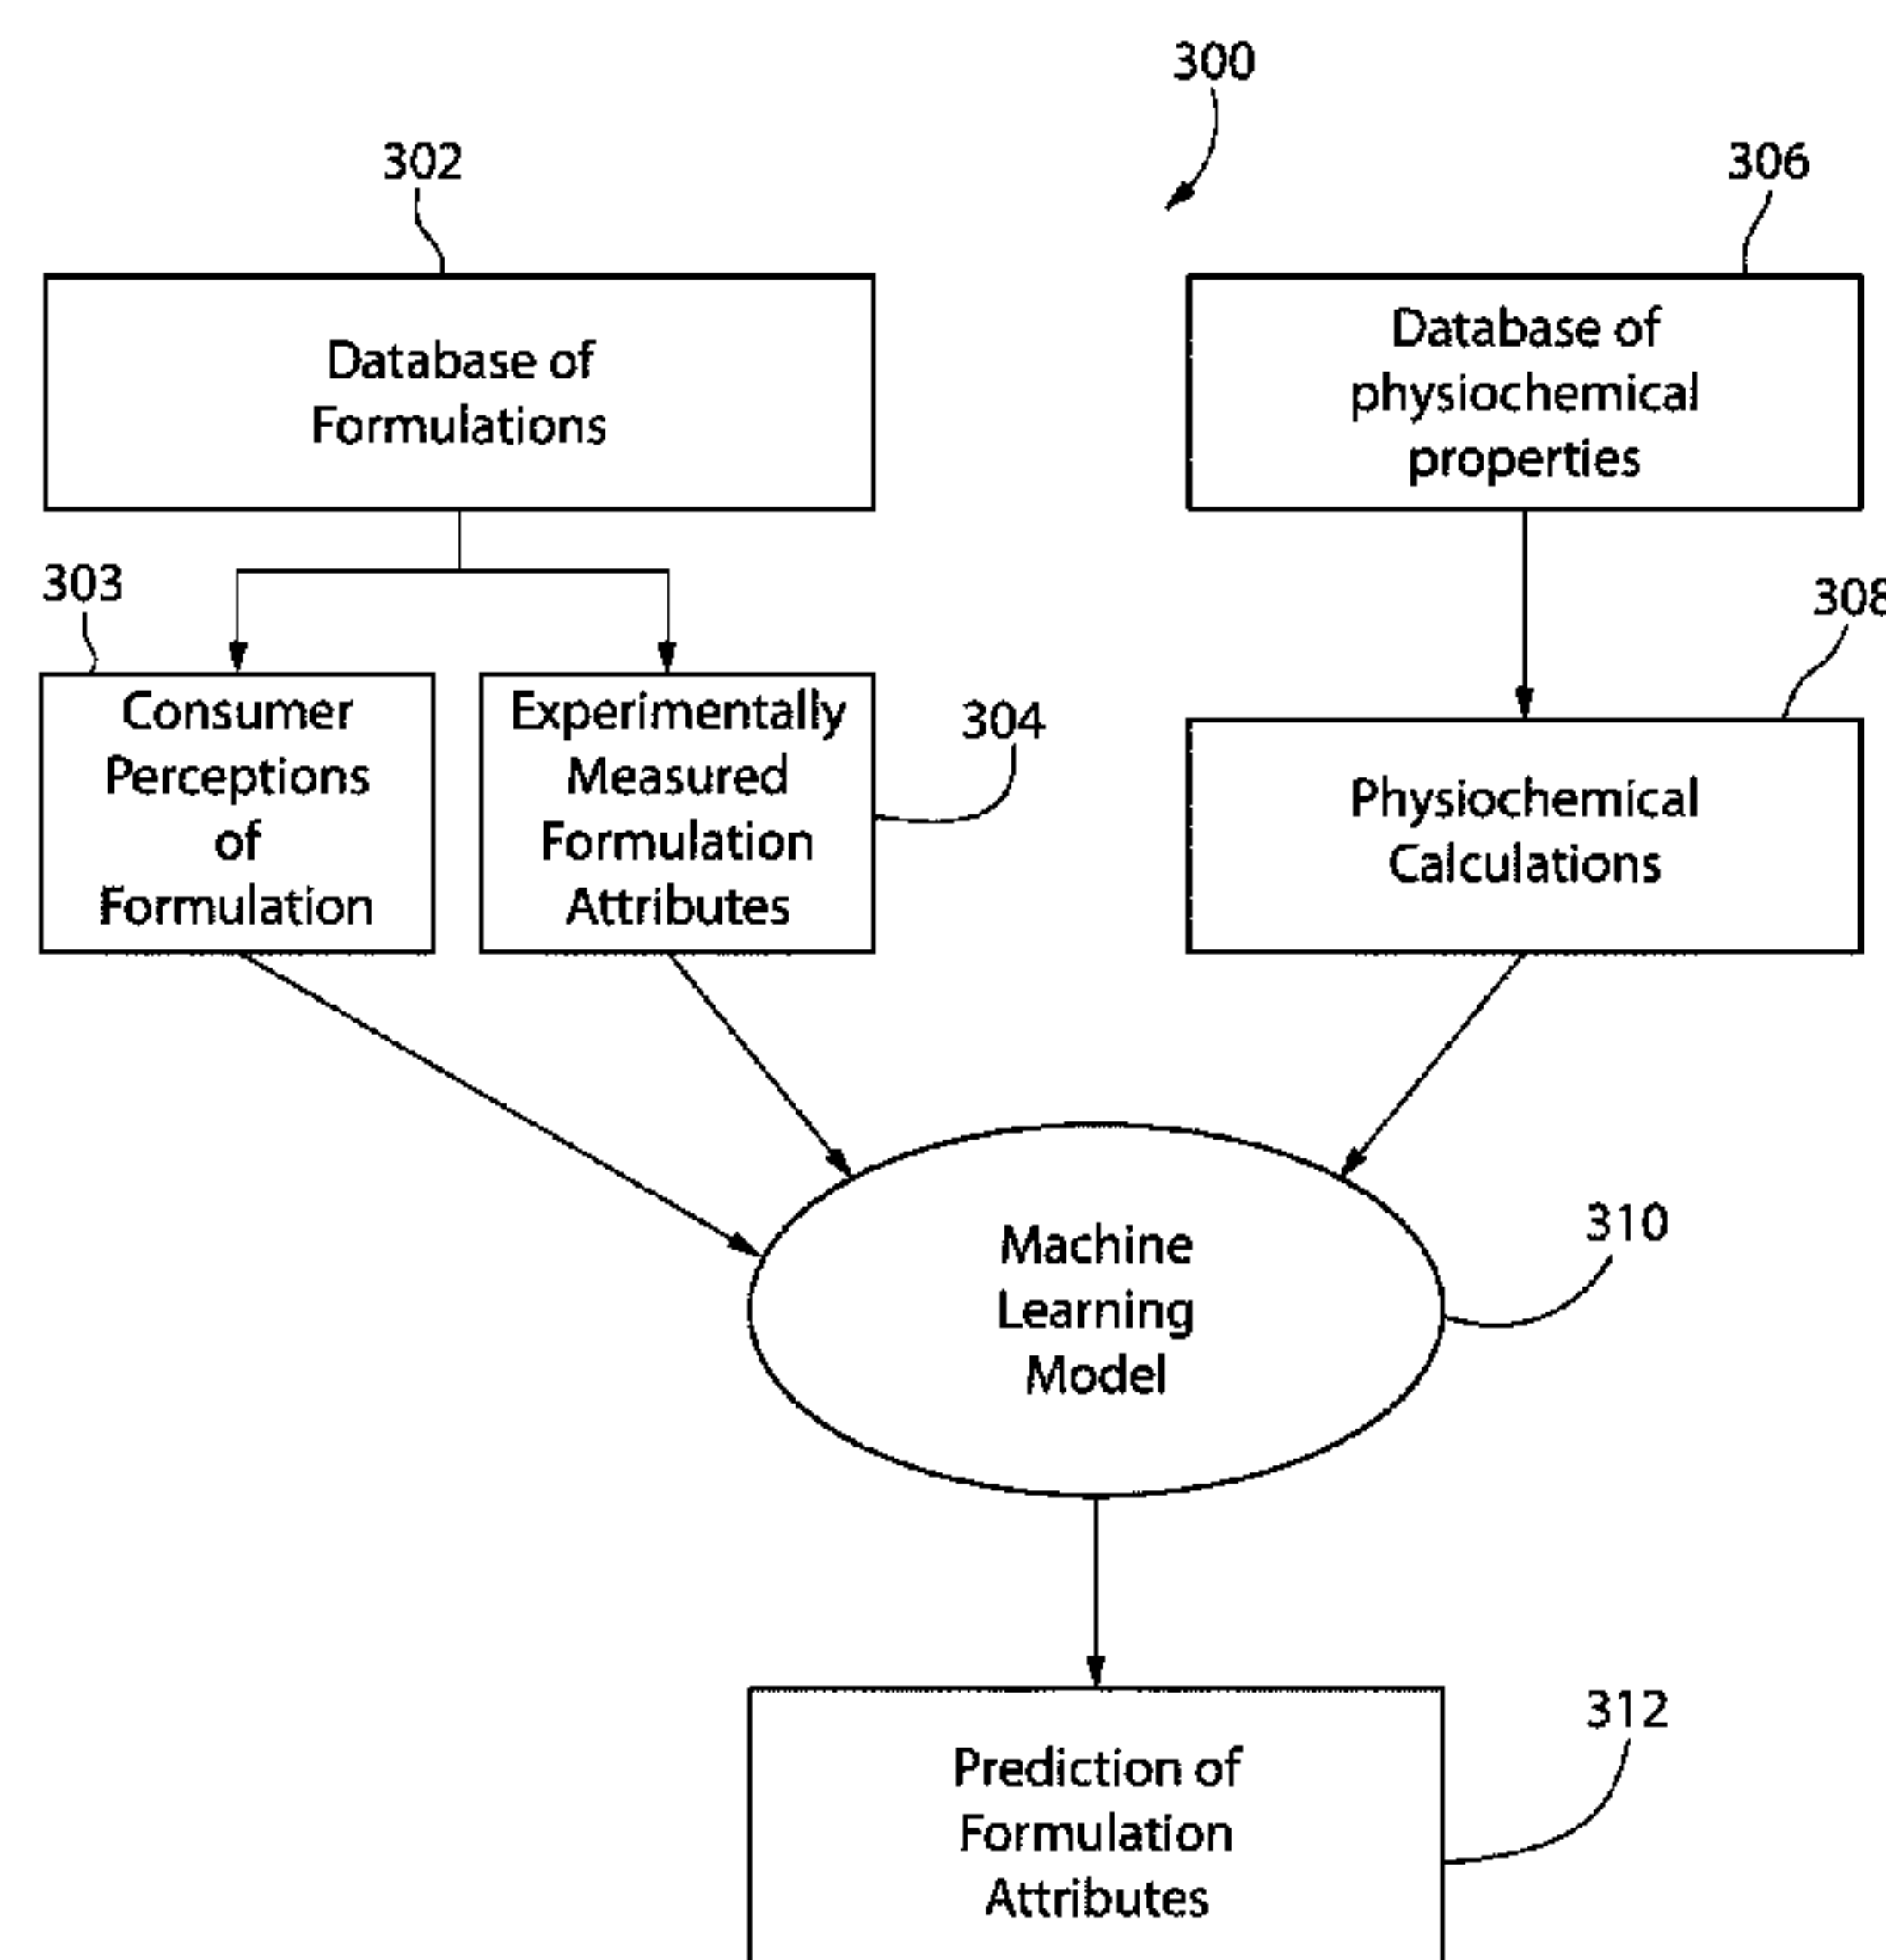 300
302
306
Database of
Formulations
Database of
physiochemical
properties
303
308
Consumer
Perceptions
of
Formulation
Experimentally
Measured
Formulation
Attributes
304
Physiochemical
Calculations
Machine
Learning
Model
310
Prediction of
Formulation
Attributes
312